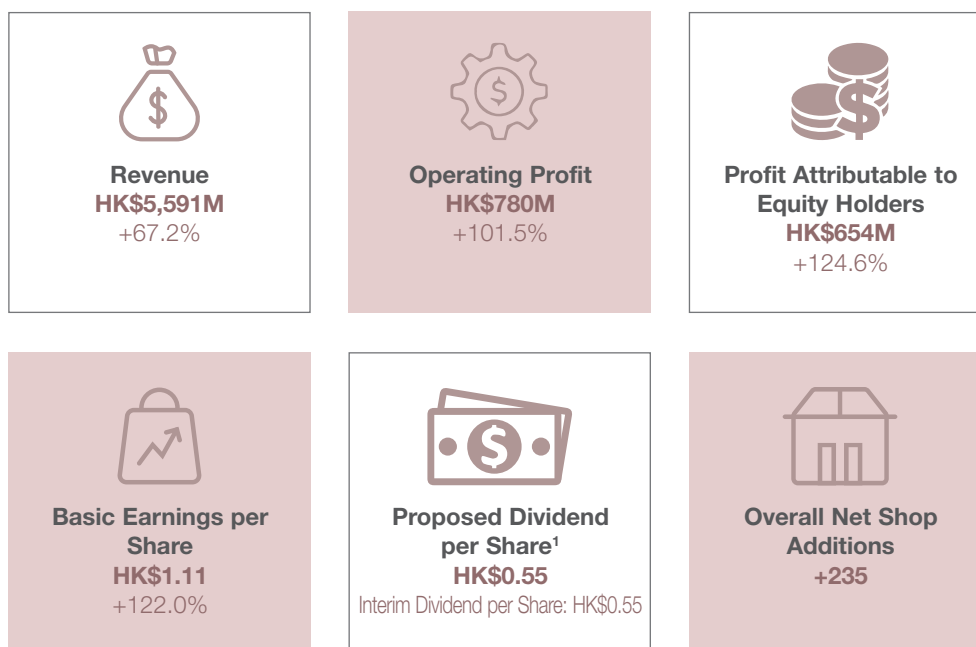 $
Revenue
HK$5,591M
+67.2%
$
Operating Profit
HK$780M
+101.5%
$
Profit Attributable to
Equity Holders
HK$654M
+124.6%
Basic Earnings per
Share
HK$1.11
+122.0%
$
Proposed Dividend
per Share¹
HK$0.55
Interim Dividend per Share: HK$0.55
Overall Net Shop
Additions
+235